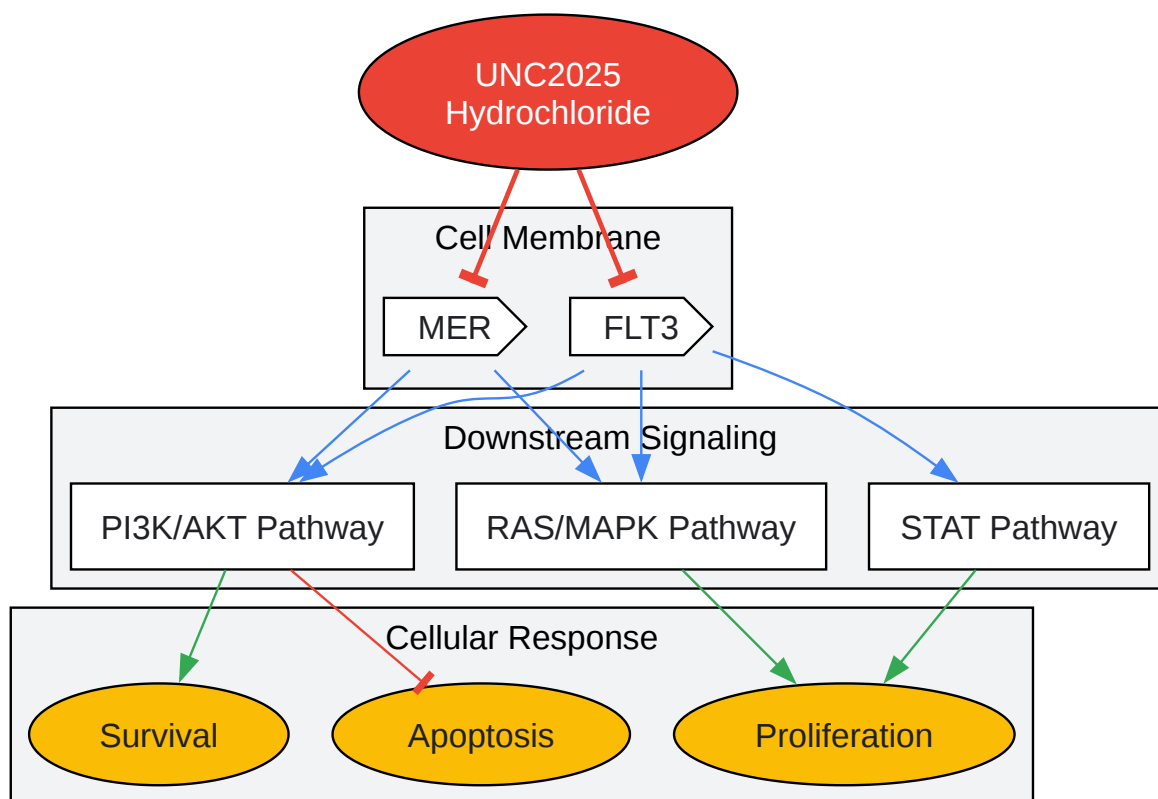 UNC2025
Hydrochloride
Cell Membrane
MER
FLT3
Downstream Signaling
PI3K/AKT Pathway
RAS/MAPK Pathway
STAT Pathway
Cellular Response
Survival
Apoptosis
Proliferation